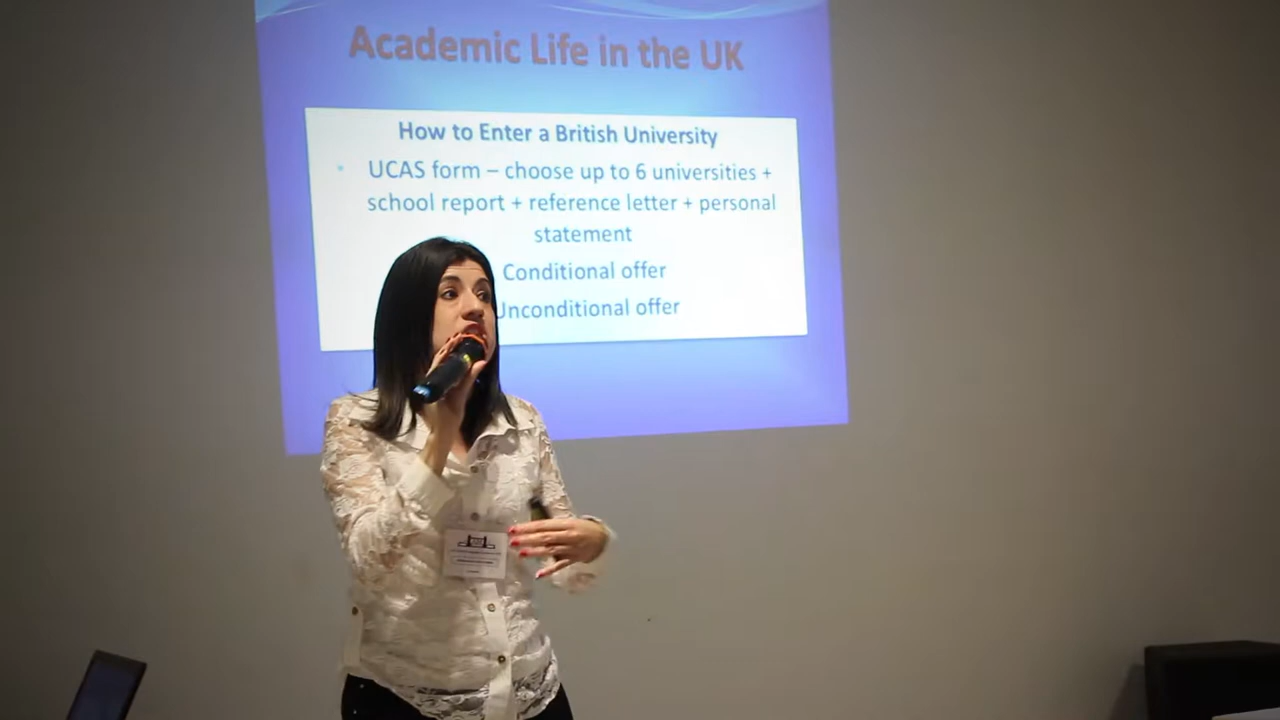 Academic Life in the UK
How to Enter a British University
• UCAS form – choose up to 6 universities +
school report + reference letter + personal
statement
Conditional offer
Unconditional offer